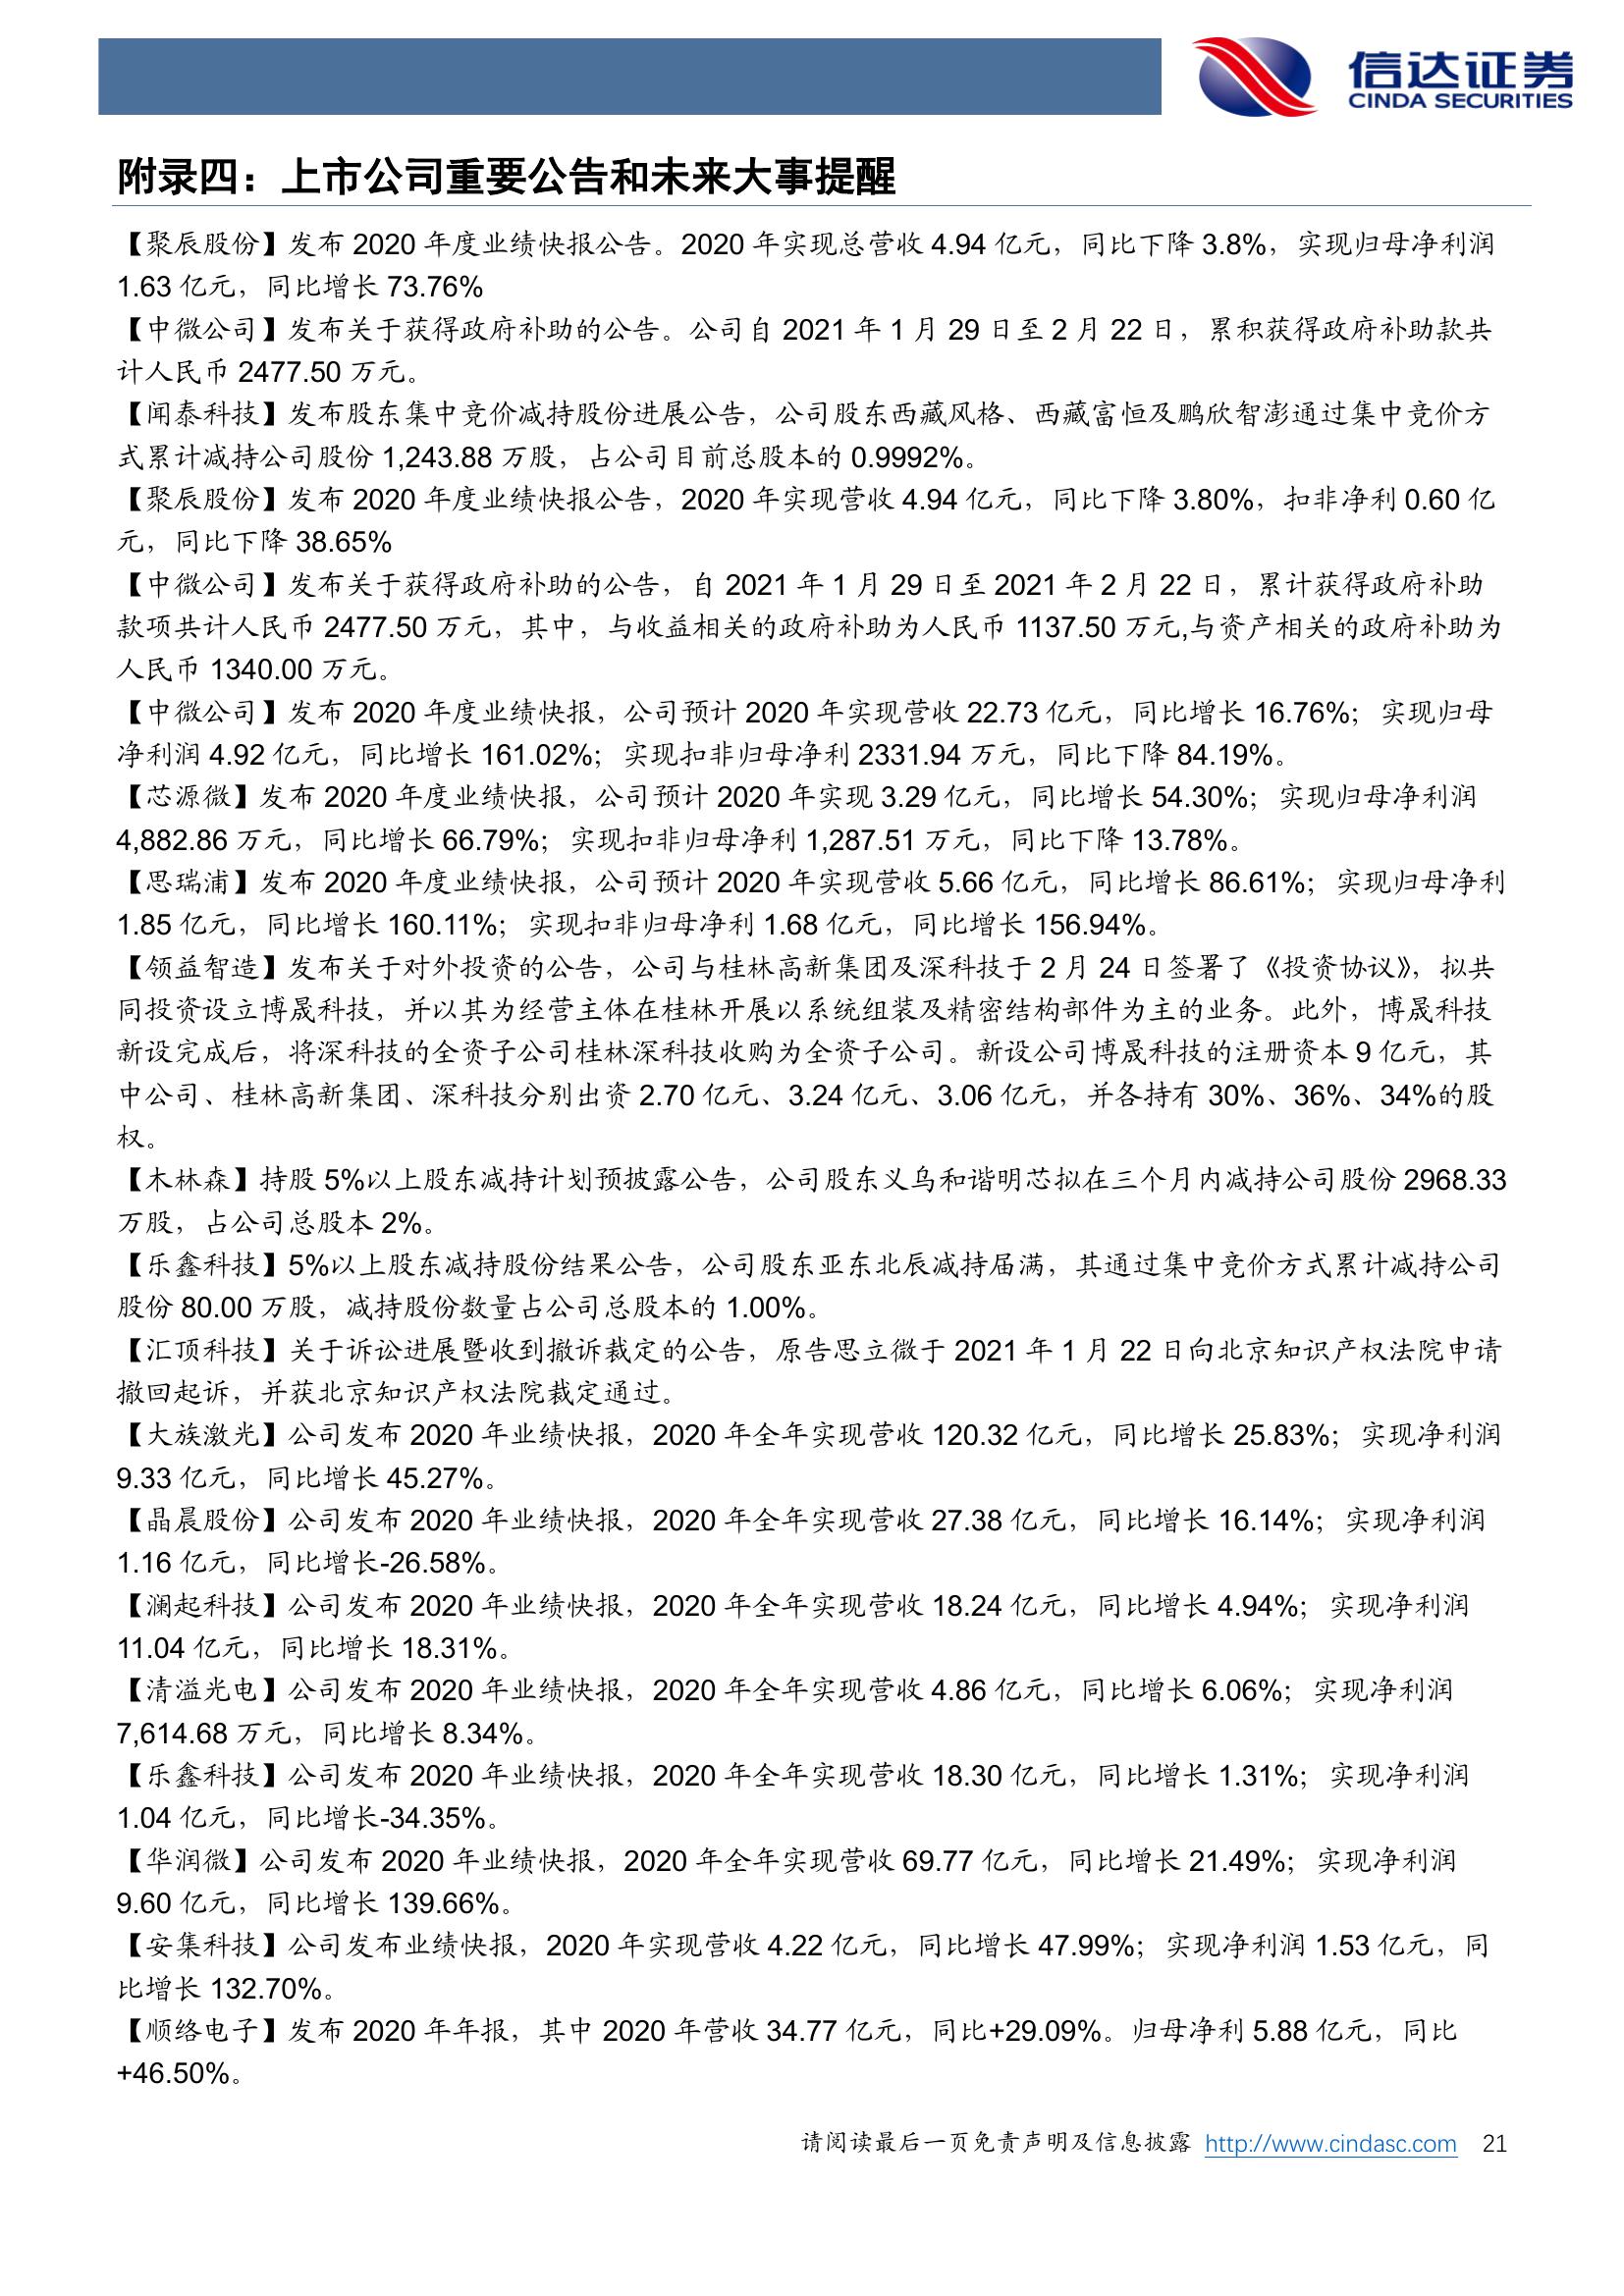 信达证券
CINDA SECURITIES
附录四：上市公司重要公告和未来大事提醒
【聚辰股份】发布 2020 年度业绩快报公告。2020 年实现总营收 4.94 亿元，同比下降 3.8%，实现归母净利润
1.63 亿元，同比增长 73.76%
【中微公司】发布关于获得政府补助的公告。公司自 2021 年 1 月 29 日至 2 月 22 日，累积获得政府补助款共
计人民币 2477.50 万元。
【闻泰科技】发布股东集中竞价减持股份进展公告，公司股东西藏风格、西藏富恒及鹏欣智澎通过集中竞价方
式累计减持公司股份 1,243.88 万股，占公司目前总股本的 0.9992%。
【聚辰股份】发布 2020 年度业绩快报公告，2020 年实现营收 4.94 亿元，同比下降 3.80%，扣非净利 0.60 亿
元，同比下降 38.65%
【中微公司】发布关于获得政府补助的公告，自 2021 年 1 月 29 日至 2021 年 2 月 22 日，累计获得政府补助
款项共计人民币 2477.50 万元，其中，与收益相关的政府补助为人民币 1137.50 万元,与资产相关的政府补助为
人民币 1340.00 万元。
【中微公司】发布 2020 年度业绩快报，公司预计 2020 年实现营收 22.73 亿元，同比增长 16.76%；实现归母
净利润 4.92 亿元，同比增长 161.02%；实现扣非归母净利 2331.94 万元，同比下降 84.19%。
【芯源微】发布 2020 年度业绩快报，公司预计 2020 年实现 3.29 亿元，同比增长 54.30%；实现归母净利润
4,882.86 万元，同比增长 66.79%；实现扣非归母净利 1,287.51 万元，同比下降 13.78%。
【思瑞浦】发布 2020 年度业绩快报，公司预计 2020 年实现营收 5.66 亿元，同比增长 86.61%；实现归母净利
1.85 亿元，同比增长 160.11%；实现扣非归母净利 1.68 亿元，同比增长 156.94%。
【领益智造】发布关于对外投资的公告，公司与桂林高新集团及深科技于 2 月 24 日签署了《投资协议》，拟共
同投资设立博晟科技，并以其为经营主体在桂林开展以系统组装及精密结构部件为主的业务。此外，博晟科技
新设完成后，将深科技的全资子公司桂林深科技收购为全资子公司。新设公司博晟科技的注册资本 9 亿元，其
中公司、桂林高新集团、深科技分别出资 2.70 亿元、3.24 亿元、3.06 亿元，并各持有 30%、36%、34%的股
权。
【木林森】持股 5%以上股东减持计划预披露公告，公司股东义乌和谐明芯拟在三个月内减持公司股份 2968.33
万股，占公司总股本 2%。
【乐鑫科技】5%以上股东减持股份结果公告，公司股东亚东北辰减持届满，其通过集中竞价方式累计减持公司
股份 80.00 万股，减持股份数量占公司总股本的 1.00%。
【汇顶科技】关于诉讼进展暨收到撤诉裁定的公告，原告思立微于 2021 年 1 月 22 日向北京知识产权法院申请
撤回起诉，并获北京知识产权法院裁定通过。
【大族激光】公司发布 2020 年业绩快报，2020 年全年实现营收 120.32 亿元，同比增长 25.83%；实现净利润
9.33 亿元，同比增长 45.27%。
【晶晨股份】公司发布 2020 年业绩快报，2020 年全年实现营收 27.38 亿元，同比增长 16.14%；实现净利润
1.16 亿元，同比增长-26.58%。
【澜起科技】公司发布 2020 年业绩快报，2020 年全年实现营收 18.24 亿元，同比增长 4.94%；实现净利润
11.04 亿元，同比增长 18.31%。
【清溢光电】公司发布 2020 年业绩快报，2020 年全年实现营收 4.86 亿元，同比增长 6.06%；实现净利润
7,614.68 万元，同比增长 8.34%。
【乐鑫科技】公司发布 2020 年业绩快报，2020 年全年实现营收 18.30 亿元，同比增长 1.31%；实现净利润
1.04 亿元，同比增长-34.35%。
【华润微】公司发布 2020 年业绩快报，2020 年全年实现营收 69.77 亿元，同比增长 21.49%；实现净利润
9.60 亿元，同比增长 139.66%。
【安集科技】公司发布业绩快报，2020 年实现营收 4.22 亿元，同比增长 47.99%；实现净利润 1.53 亿元，同
比增长 132.70%。
【顺络电子】发布 2020 年年报，其中 2020 年营收 34.77 亿元，同比+29.09%。归母净利 5.88 亿元，同比
+46.50%。
请阅读最后一页免责声明及信息披露 http://www.cindasc.com 21